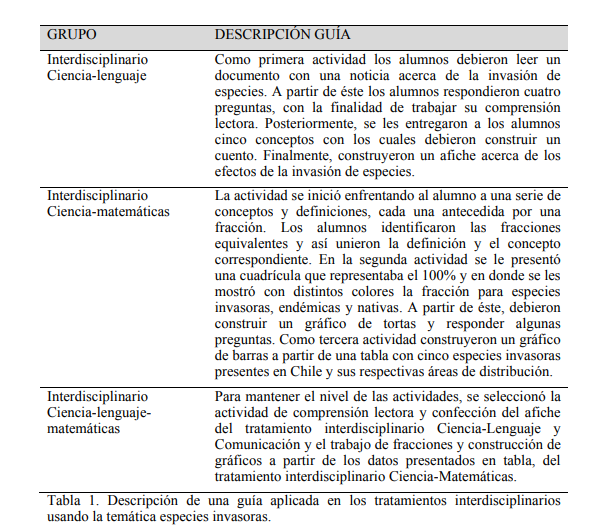 GRUPO DESCRIPCIÓN GUÍA
Interdisciplinario Como primera actividad los alumnos debieron leer un
Ciencia-lenguaje documento con una noticia acerca de la invasión de
especies. A partir de éste los alumnos respondieron cuatro
preguntas, con la finalidad de trabajar su comprensión
lectora. Posteriormente, se les entregaron a los alumnos
cinco conceptos con los cuales debieron construir un
cuento. Finalmente, construyeron un afiche acerca de los
efectos de la invasión de especies.
Interdisciplinario La actividad se inició enfrentando al alumno a una serie de
Ciencia-matemáticas conceptos y definiciones, cada una antecedida por una
fracción. Los alumnos identificaron las fracciones
equivalentes y así unieron la definición y el concepto
correspondiente. En la segunda actividad se le presentó
una cuadrícula que representaba el 100% y en donde se les
mostró con distintos colores la fracción para especies
invasoras, endémicas y nativas. A partir de éste, debieron
construir un gráfico de tortas y responder algunas
preguntas. Como tercera actividad construyeron un gráfico
de barras a partir de una tabla con cinco especies invasoras
presentes en Chile y sus respectivas áreas de distribución.
Interdisciplinario Para mantener el nivel de las actividades, se seleccionó la
Ciencia-lenguaje- actividad de comprensión lectora y confección del afiche
matemáticas del tratamiento interdisciplinario Ciencia-Lenguaje y
Comunicación y el trabajo de fracciones y construcción de
gráficos a partir de los datos presentados en tabla, del
tratamiento interdisciplinario Ciencia-Matemáticas.
Tabla 1. Descripción de una guía aplicada en los tratamientos interdisciplinarios
usando la temática especies invasoras.